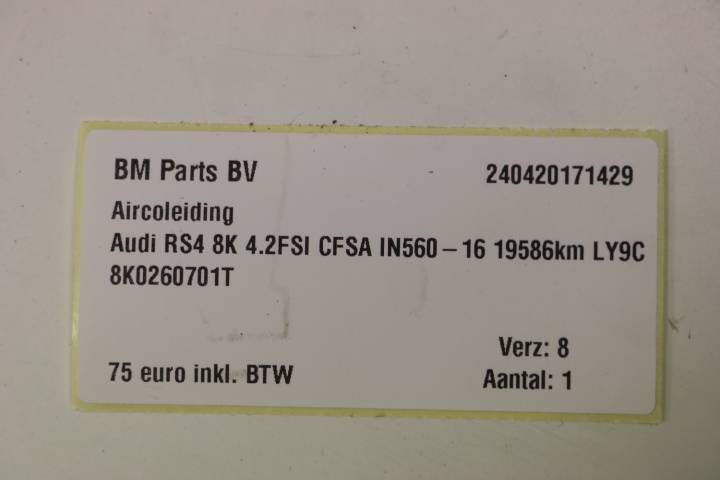 BM Parts BV 240420171429
Aircoleiding
Audi RS4 8K 4.2FSI CFSA IN560 – 16 19586km LY9C
8K0260701T
Verz: 8
75 euro inkl. BTW Aantal: 1